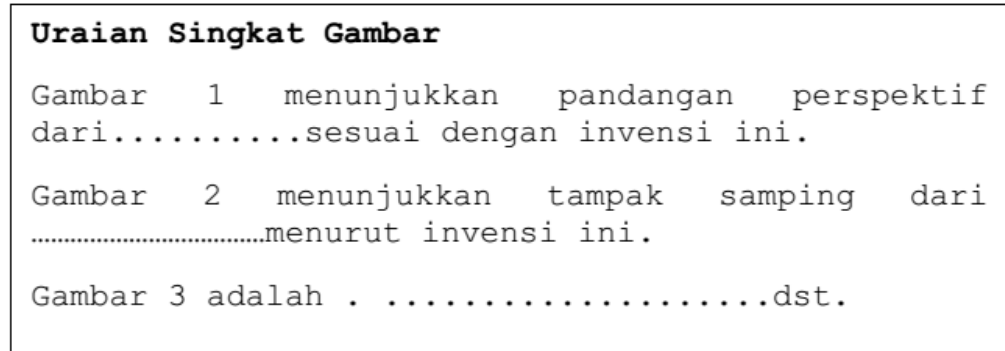 Uraian Singkat Gambar
Gambar 1 menunjukkan pandangan perspektif
dari..........sesuai dengan invensi ini.
Gambar 2 menunjukkan tampak samping dari
………………………………menurut invensi ini.
Gambar 3 adalah . ....................dst.